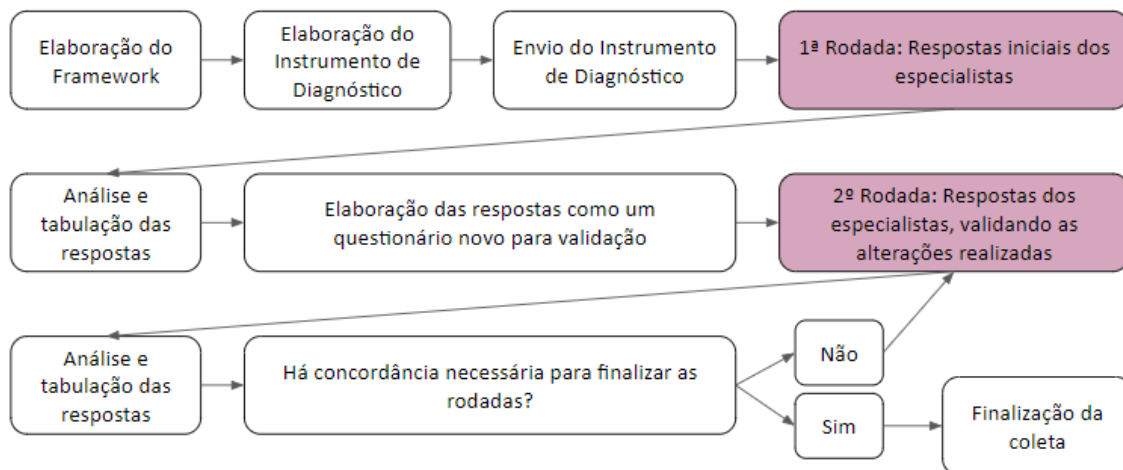 Elaboração do
Framework
Elaboração do
Instrumento de
Diagnóstico
Envio do Instrumento
de Diagnóstico
1ª Rodada: Respostas iniciais dos
especialistas
Análise e
tabulação das
respostas
Elaboração das respostas como um
questionário novo para validação
2º Rodada: Respostas dos
especialistas, validando as
alterações realizadas
Análise e
tabulação das
respostas
Há concordância necessária para finalizar as
rodadas?
Não
Sim
Finalização da
coleta